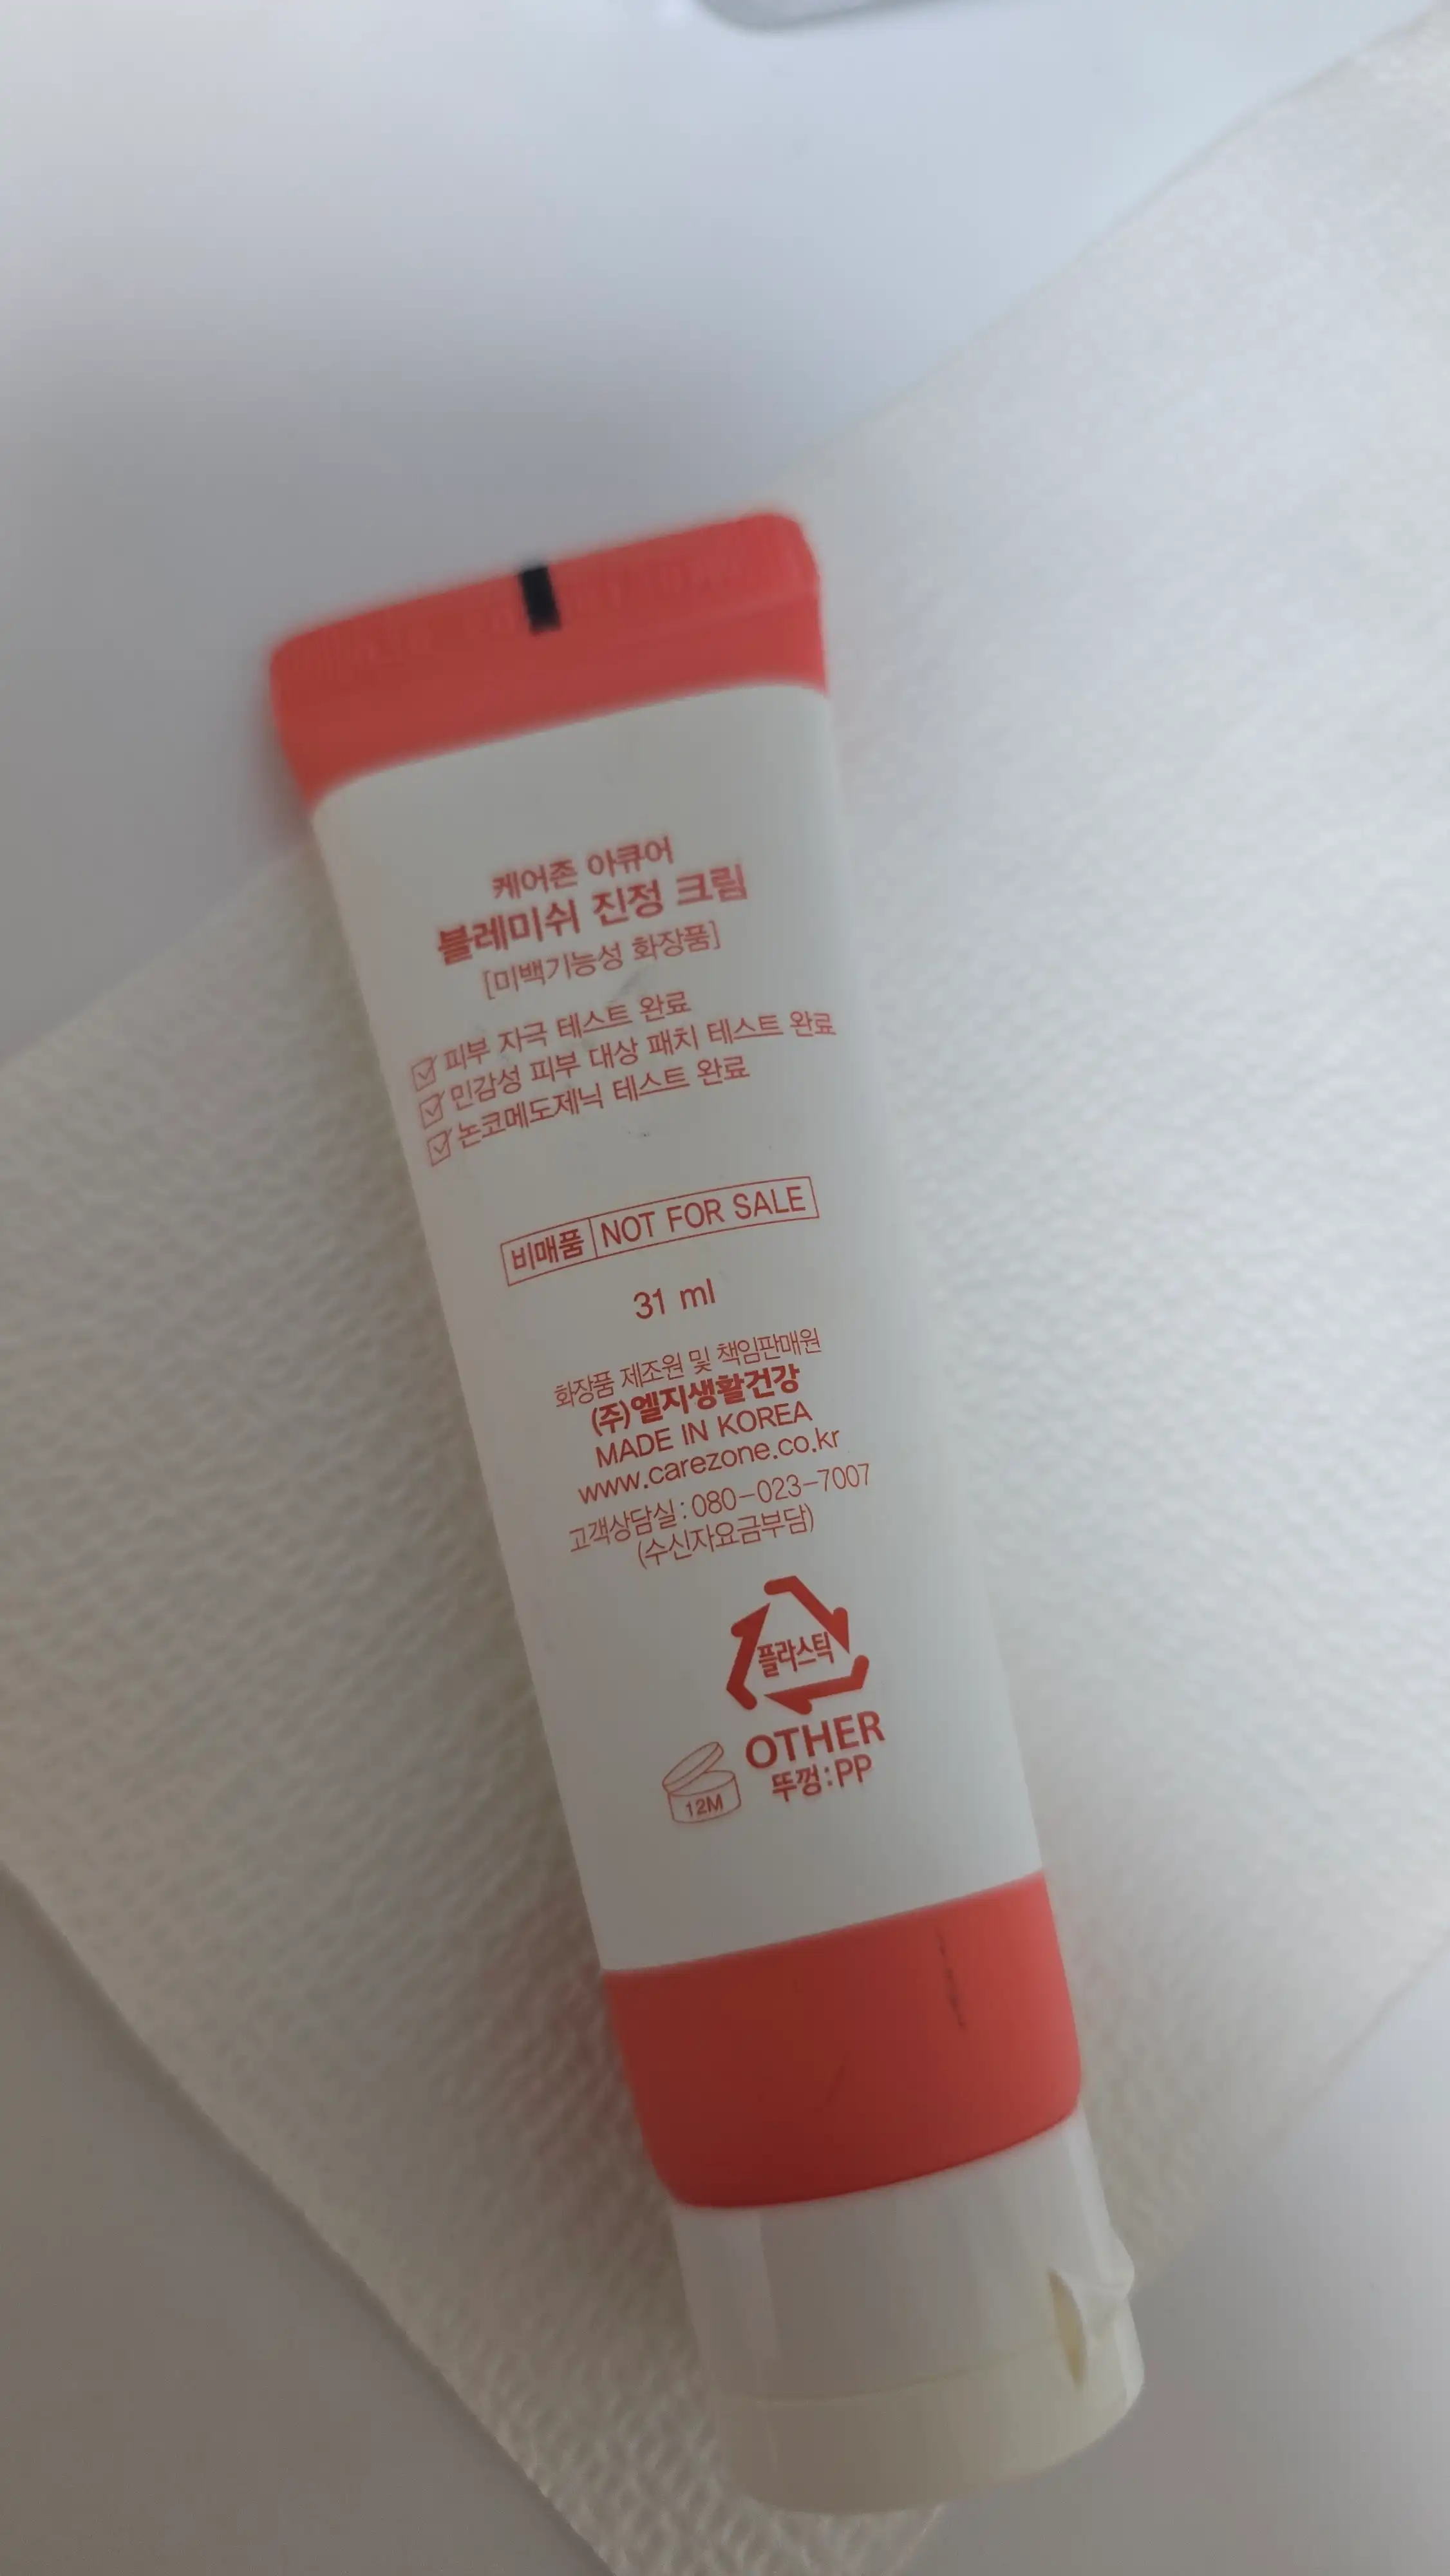 케어존 아큐어
블레미쉬 진정 크림
[미백기능성 화장품]
피부 자극 테스트 완료
민감성 피부 대상 패치 테스트 완료
논코메도제닉 테스트 완료
비매품 NOT FOR SALE
31 ml
화장품 제조원 및 책임판매원
(주)엘지생활건강
MADE IN KOREA
www.carezone.co.kr
고객상담실:080-023-7007
(수신자요금부담)
플라스틱
OTHER
뚜껑:PP
12M